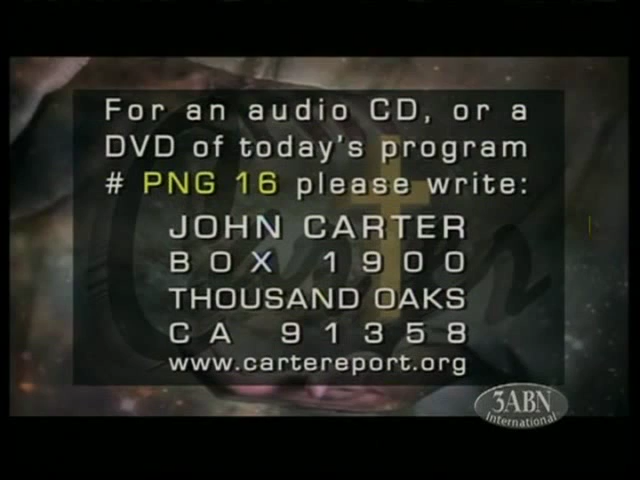 For an audio CD, or a
DVD of today's program
# PNG 16 please write:
JOHN CARTER
BOX 1900
THOUSAND OAKS
CA 91358
www.cartereport.org
3ABN
International